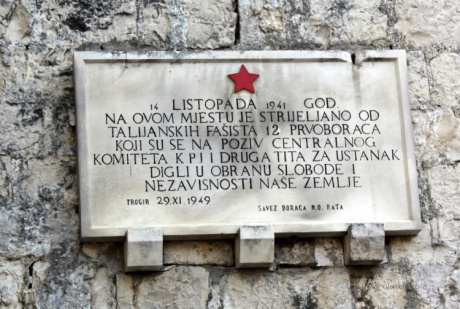 14 LISTOPADA 1941 GOD.
NA OVOM MJESTU JE STRIJELJANO OD
TALIJANSKIH FAŠISTA 12 PRVOBORACA
KOJI SU SE NA POZIV CENTRALNOG
KOMITETA KPJ I DRUGA TITA ZA USTANAK
DIGLI U OBRANU SLOBODE I
NEZAVISNOSTI NAŠE ZEMLJE
TROGIR 29.XI 1949 SAVEZ BORACA N.O. RATA